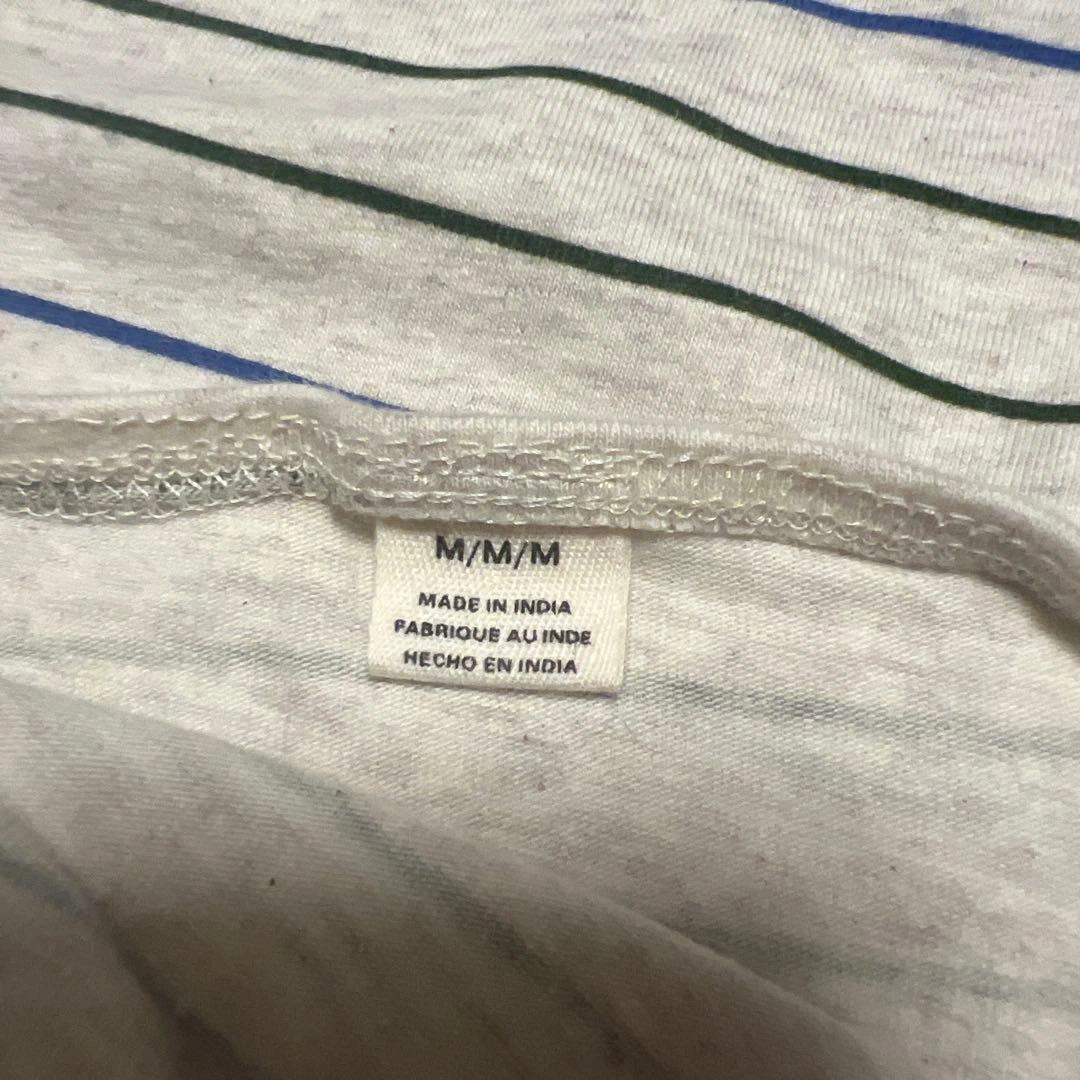 M/M/M
MADE IN INDIA
FABRIQUE AU INDE
HECHO EN INDIA